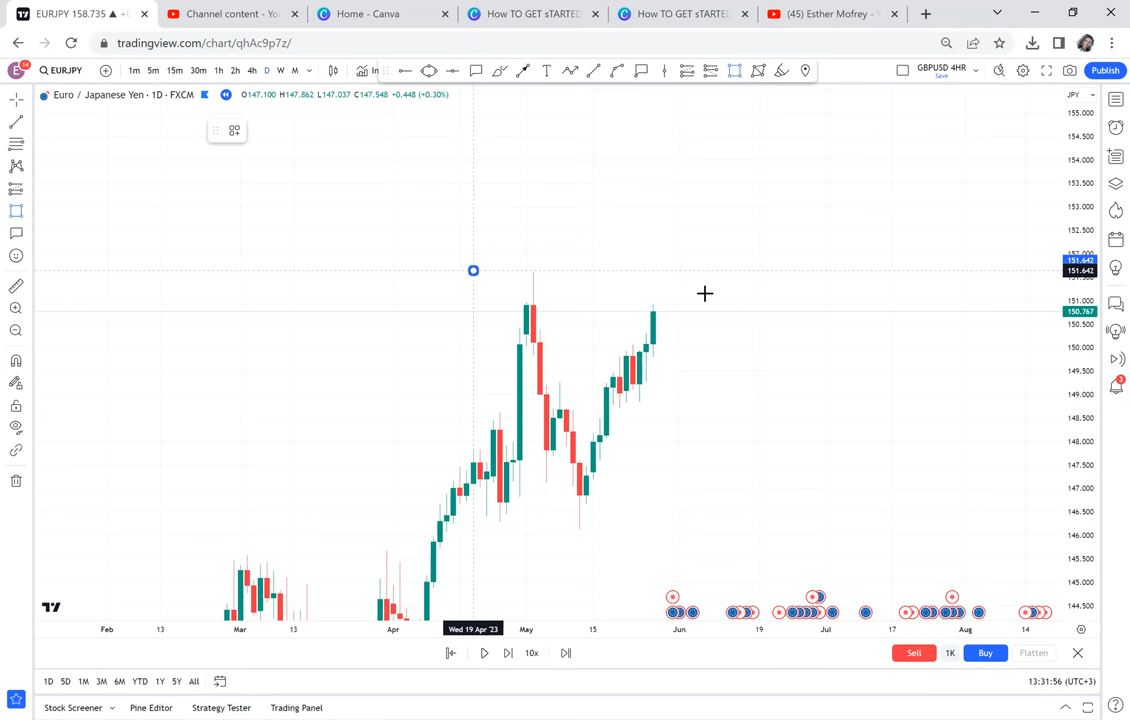 EURJPY 158.735 ▲ +0
Channel content - Yo
Home - Canva
How TO GET sTARTED
How TO GET sTARTED
(45) Esther Mofrey - Y
tradingview.com/chart/qhAc9p7z/
E 14
EURJPY
1m 5m 15m 30m 1h 2h 4h D W M
In
T
GBPUSD 4HR
Save
Publish
Euro / Japanese Yen · 1D · FXCM
O147.100 H147.862 L147.037 C147.548 +0.448 (+0.30%)
JPY
155.000
154.500
154.000
153.500
153.000
152.500
152.000
151.642
151.642
151.000
150.767
150.500
150.000
149.500
149.000
148.500
148.000
147.500
147.000
146.500
146.000
145.500
145.000
144.500
3
Feb 13 Mar 13 Apr Wed 19 Apr '23 May 15 Jun 19 Jul 17 Aug 14
10x
Sell 1K Buy Flatten
1D 5D 1M 3M 6M YTD 1Y 5Y All
13:31:56 (UTC+3)
Stock Screener Pine Editor Strategy Tester Trading Panel